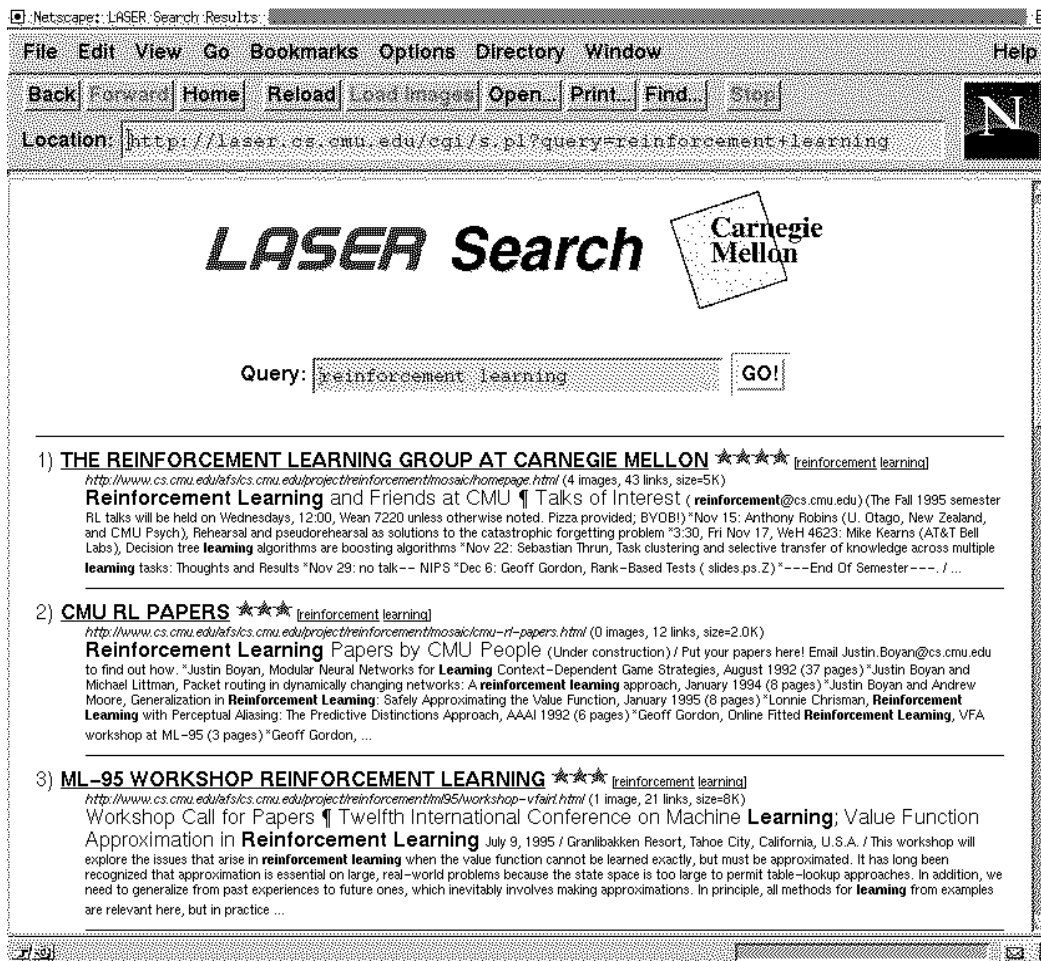 Netscape: LASER Search Results
File Edit View Go Bookmarks Options Directory Window Help
Back Forward Home Reload Load Images Open... Print... Find... Stop
N
Location: http://laser.cs.cmu.edu/cgi/s.pl?query=reinforcement+learning
LASER Search Carnegie
Mellon
Query: reinforcement learning GO!
1) THE REINFORCEMENT LEARNING GROUP AT CARNEGIE MELLON [reinforcement learning]
http://www.cs.cmu.edu/afs/cs.cmu.edu/project/reinforcement/mosaic/homepage.html (4 images, 43 links, size=5K)
Reinforcement Learning and Friends at CMU ¶ Talks of Interest ( reinforcement@cs.cmu.edu) (The Fall 1995 semester
RL talks will be held on Wednesdays, 12:00, Wean 7220 unless otherwise noted. Pizza provided; BYOB!) *Nov 15: Anthony Robins (U. Otago, New Zealand,
and CMU Psych), Rehearsal and pseudorehearsal as solutions to the catastrophic forgetting problem *3:30, Fri Nov 17, WeH 4623: Mike Kearns (AT&T Bell
Labs), Decision tree learning algorithms are boosting algorithms *Nov 22: Sebastian Thrun, Task clustering and selective transfer of knowledge across multiple
learning tasks: Thoughts and Results *Nov 29: no talk-- NIPS *Dec 6: Geoff Gordon, Rank-Based Tests ( slides.ps.Z) *---End Of Semester---. / ...
2) CMU RL PAPERS [reinforcement learning]
http://www.cs.cmu.edu/afs/cs.cmu.edu/project/reinforcement/mosaic/cmu-rl-papers.html (0 images, 12 links, size=2.0K)
Reinforcement Learning Papers by CMU People (Under construction) / Put your papers here! Email Justin.Boyan@cs.cmu.edu
to find out how. *Justin Boyan, Modular Neural Networks for Learning Context-Dependent Game Strategies, August 1992 (37 pages) *Justin Boyan and
Michael Littman, Packet routing in dynamically changing networks: A reinforcement learning approach, January 1994 (8 pages) *Justin Boyan and Andrew
Moore, Generalization in Reinforcement Learning: Safely Approximating the Value Function, January 1995 (8 pages) *Lonnie Chrisman, Reinforcement
Learning with Perceptual Aliasing: The Predictive Distinctions Approach, AAAI 1992 (6 pages) *Geoff Gordon, Online Fitted Reinforcement Learning, VFA
workshop at ML-95 (3 pages) *Geoff Gordon, ...
3) ML-95 WORKSHOP REINFORCEMENT LEARNING [reinforcement learning]
http://www.cs.cmu.edu/afs/cs.cmu.edu/project/reinforcement/ml95/workshop-vfairl.html (1 image, 21 links, size=8K)
Workshop Call for Papers ¶ Twelfth International Conference on Machine Learning; Value Function
Approximation in Reinforcement Learning July 9, 1995 / Granlibakken Resort, Tahoe City, California, U.S.A. / This workshop will
explore the issues that arise in reinforcement learning when the value function cannot be learned exactly, but must be approximated. It has long been
recognized that approximation is essential on large, real-world problems because the state space is too large to permit table-lookup approaches. In addition, we
need to generalize from past experiences to future ones, which inevitably involves making approximations. In principle, all methods for learning from examples
are relevant here, but in practice ...